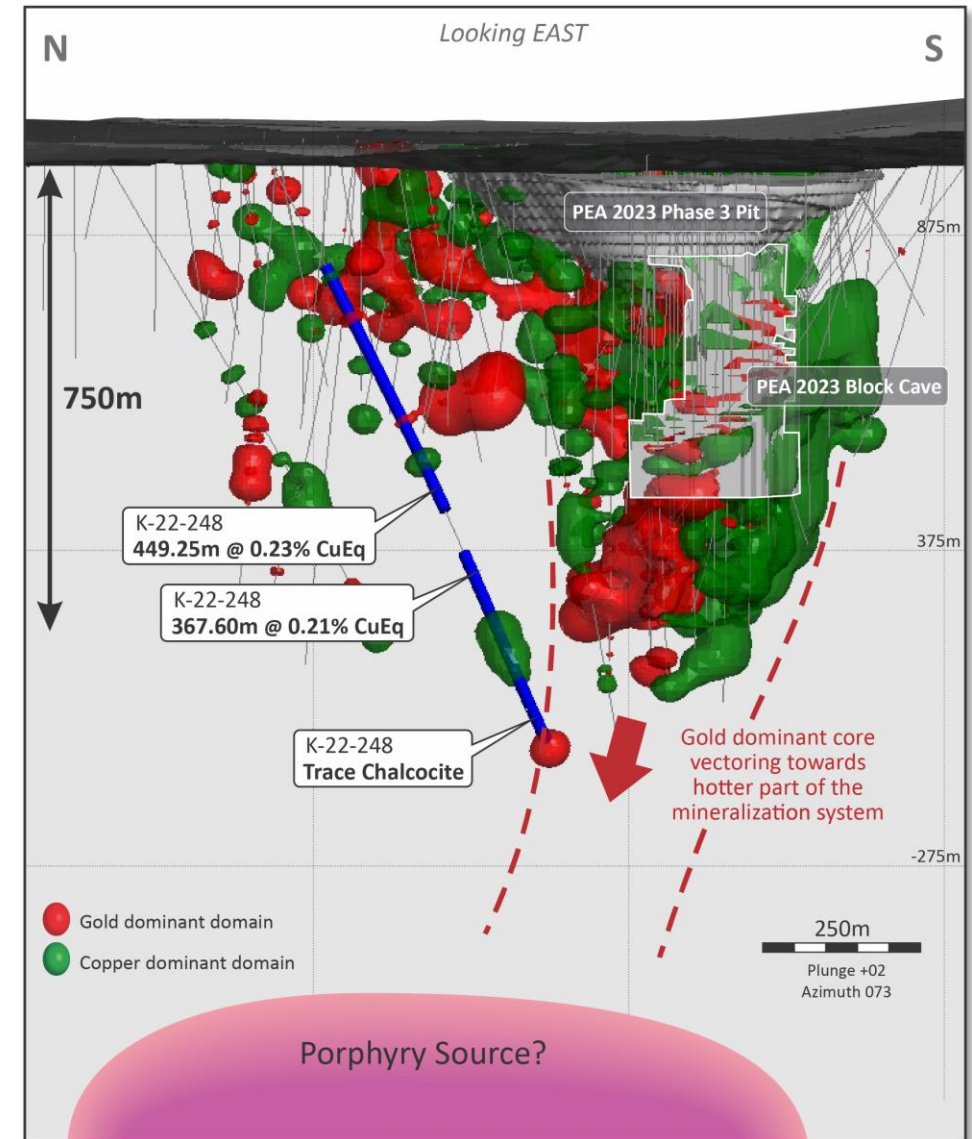 Looking EAST
N
S
PEA 2023 Phase 3 Pit
875m
750m
PEA 2023 Block Cave
K-22-248
449.25m @ 0.23% CuEq
375m
K-22-248
367.60m @ 0.21% CuEq
K-22-248
Trace Chalcocite
Gold dominant core
vectoring towards
hotter part of the
mineralization system
-275m
Gold dominant domain
Copper dominant domain
250m
Plunge +02
Azimuth 073
Porphyry Source?